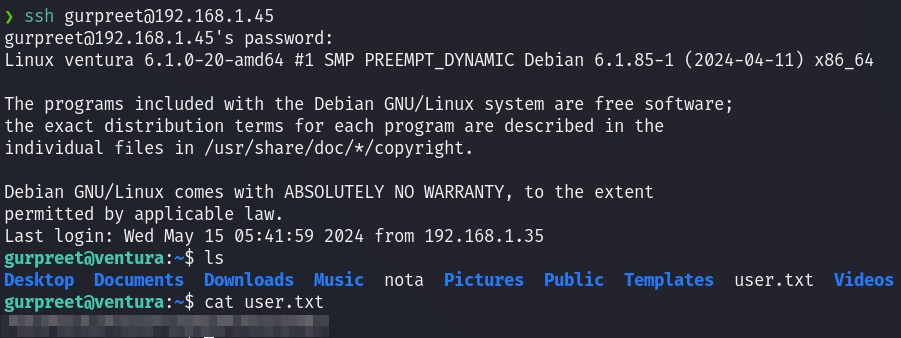 ❯ ssh gurpreet@192.168.1.45
gurpreet@192.168.1.45's password:
Linux ventura 6.1.0-20-amd64 #1 SMP PREEMPT_DYNAMIC Debian 6.1.85-1 (2024-04-11) x86_64
The programs included with the Debian GNU/Linux system are free software;
the exact distribution terms for each program are described in the
individual files in /usr/share/doc/*/copyright.
Debian GNU/Linux comes with ABSOLUTELY NO WARRANTY, to the extent
permitted by applicable law.
Last login: Wed May 15 05:41:59 2024 from 192.168.1.35
gurpreet@ventura:~$ ls
Desktop Documents Downloads Music nota Pictures Public Templates user.txt Videos
gurpreet@ventura:~$ cat user.txt